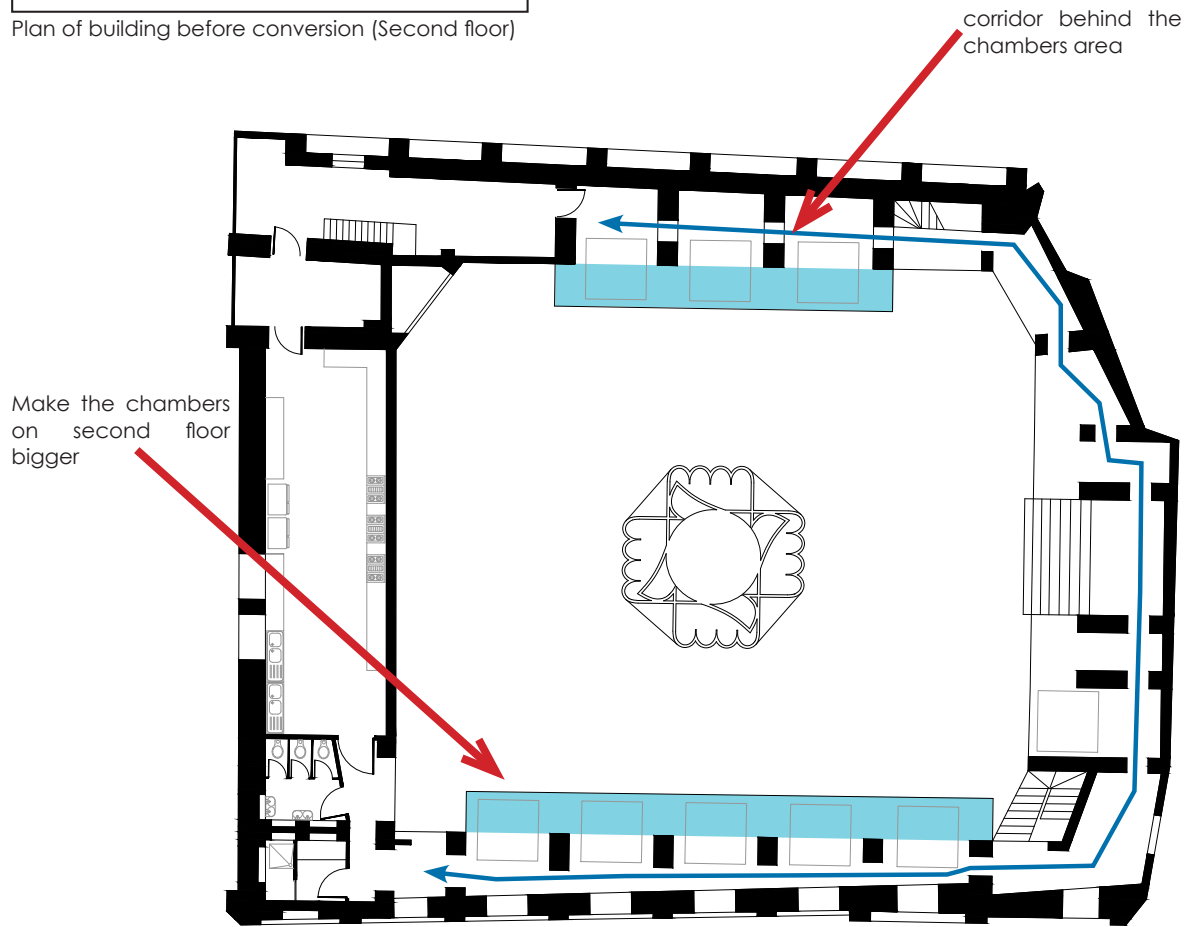 Plan of building before conversion (Second floor)
corridor behind the
chambers area
Make the chambers
on second floor
bigger